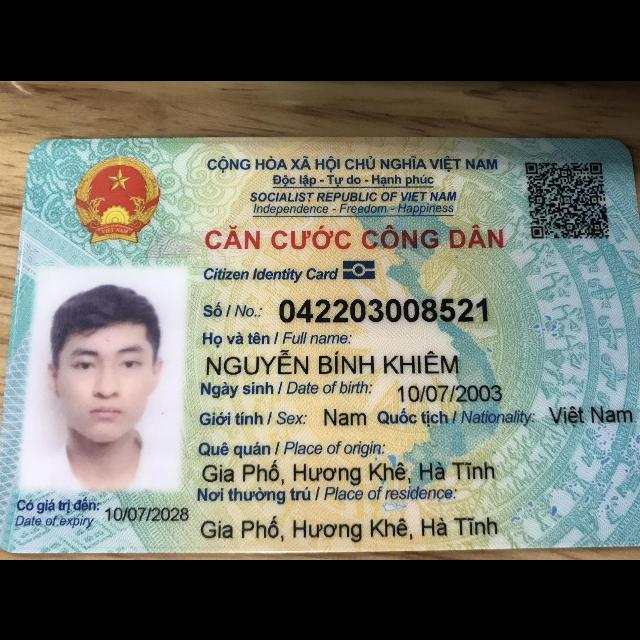 CỘNG HÒA XÃ HỘI CHỦ NGHĨA VIỆT NAM
Độc lập - Tự do - Hạnh phúc
SOCIALIST REPUBLIC OF VIET NAM
Independence - Freedom - Happiness
CĂN CƯỚC CÔNG DÂN
Citizen Identity Card
Số / No.: 042203008521
Họ và tên / Full name:
NGUYỄN BÍNH KHIÊM
Ngày sinh / Date of birth: 10/07/2003
Giới tính / Sex: Nam Quốc tịch / Nationality: Việt Nam
Quê quán / Place of origin:
Gia Phố, Hương Khê, Hà Tĩnh
Nơi thường trú / Place of residence:
Gia Phố, Hương Khê, Hà Tĩnh
Có giá trị đến: 10/07/2028
Date of expiry
VIỆT NAM